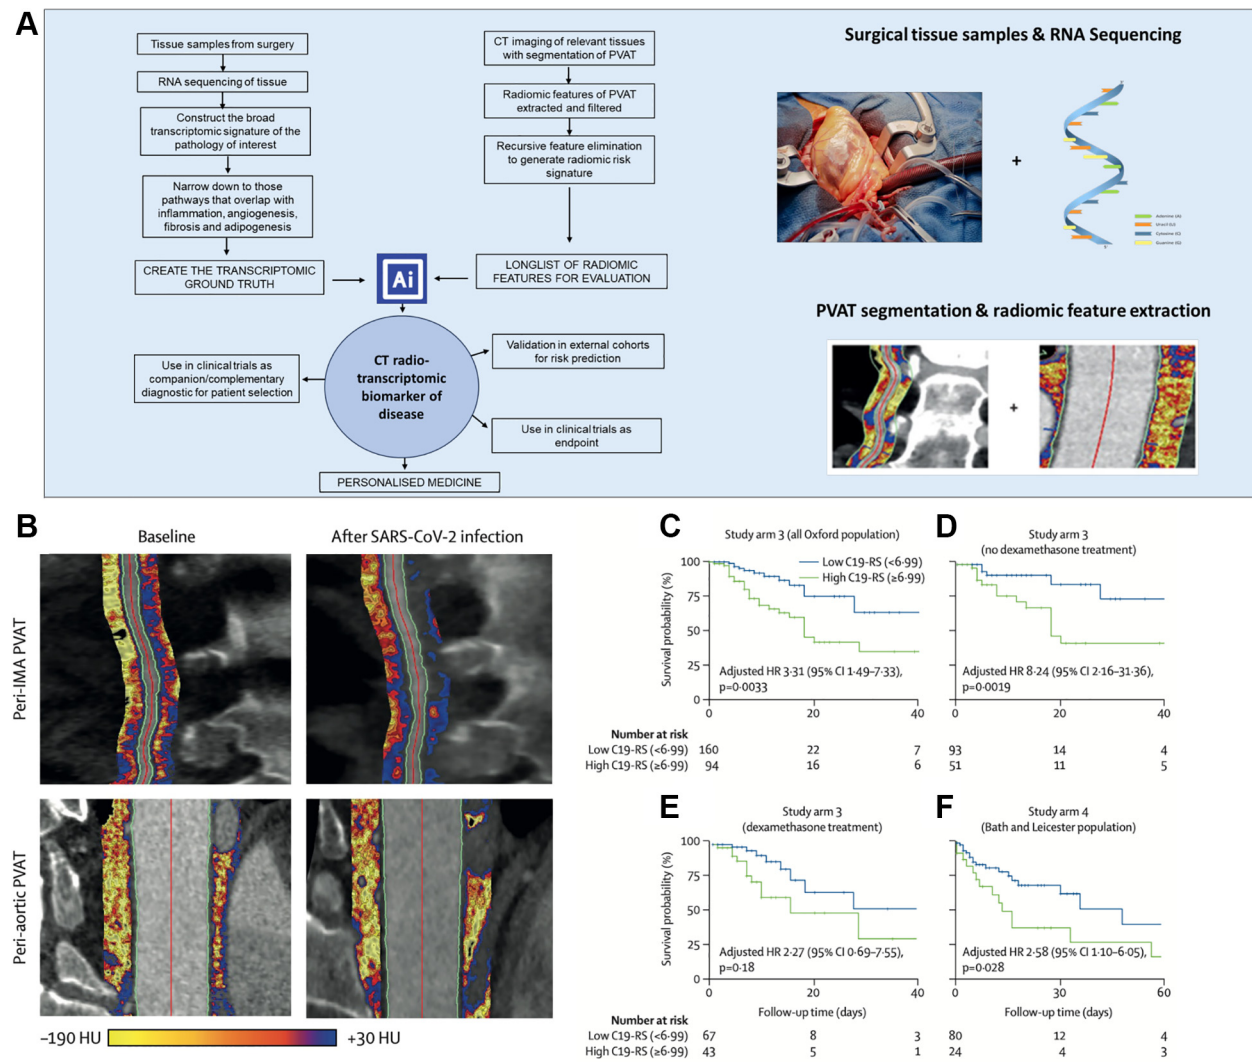 A
Tissue samples from surgery
RNA sequencing of tissue
Construct the broad
transcriptomic signature of the
pathology of interest
Narrow down to those
pathways that overlap with
inflammation, angiogenesis,
fibrosis and adipogenesis
CREATE THE TRANSCRIPTOMIC
GROUND TRUTH
CT imaging of relevant tissues
with segmentation of PVAT
Radiomic features of PVAT
extracted and filtered
Recursive feature elimination
to generate radiomic risk
signature
LONGLIST OF RADIOMIC
FEATURES FOR EVALUATION
Ai
CT radio-
transcriptomic
biomarker of
disease
Use in clinical trials as
companion/complementary
diagnostic for patient selection
Validation in external cohorts
for risk prediction
Use in clinical trials as
endpoint
PERSONALISED MEDICINE
Surgical tissue samples & RNA Sequencing
+
Adenine (A)
Uracil (U)
Cytosine (C)
Guanine (G)
PVAT segmentation & radiomic feature extraction
+
B
Baseline
After SARS-CoV-2 infection
Peri-IMA PVAT
Peri-aortic PVAT
−190 HU
+30 HU
C
Study arm 3 (all Oxford population)
Low C19-RS (<6·99)
High C19-RS (≥6·99)
Survival probability (%)
100
75
50
25
0
Adjusted HR 3·31 (95% CI 1·49–7·33),
p=0·0033
0 20 40
Number at risk
Low C19-RS (<6·99) 160 22 7
High C19-RS (≥6·99) 94 16 6
D
Study arm 3
(no dexamethasone treatment)
100
75
50
25
0
Adjusted HR 8·24 (95% CI 2·16–31·36),
p=0·0019
0 20 40
93 14 4
51 11 5
E
Study arm 3
(dexamethasone treatment)
Survival probability (%)
100
75
50
25
0
Adjusted HR 2·27 (95% CI 0·69–7·55),
p=0·18
0 20 40
Follow-up time (days)
Number at risk
Low C19-RS (<6·99) 67 8 3
High C19-RS (≥6·99) 43 5 1
F
Study arm 4
(Bath and Leicester population)
100
75
50
25
0
Adjusted HR 2·58 (95% CI 1·10–6·05),
p=0·028
0 30 60
Follow-up time (days)
80 12 4
24 4 3